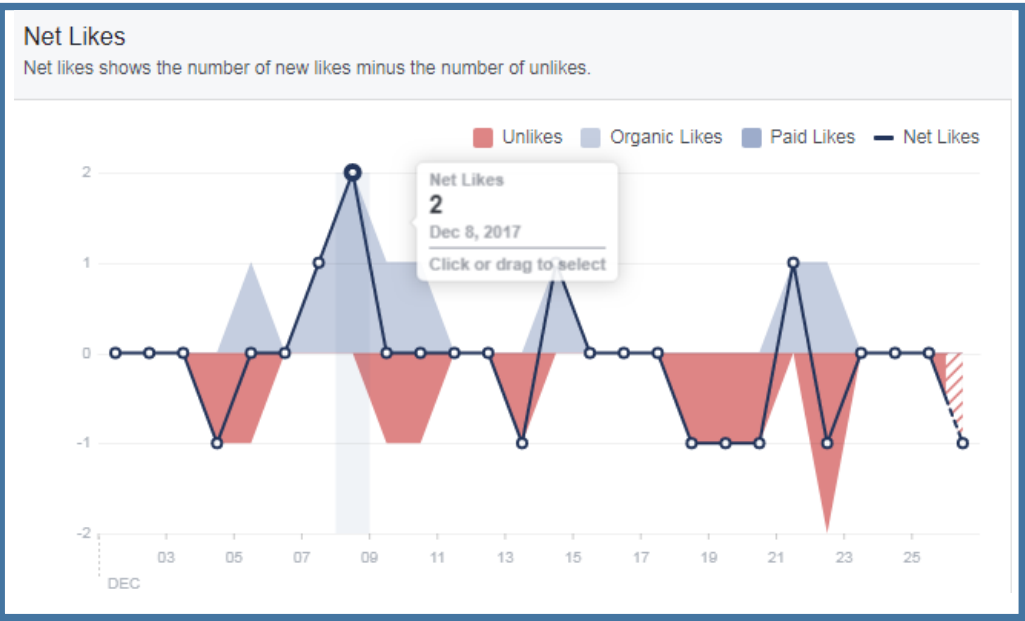 Net Likes
Net likes shows the number of new likes minus the number of unlikes.
Unlikes Organic Likes Paid Likes Net Likes
2
Net Likes
2
Dec 8, 2017
Click or drag to select
1
0
-1
-2
03 05 07 09 11 13 15 17 19 21 23 25
DEC